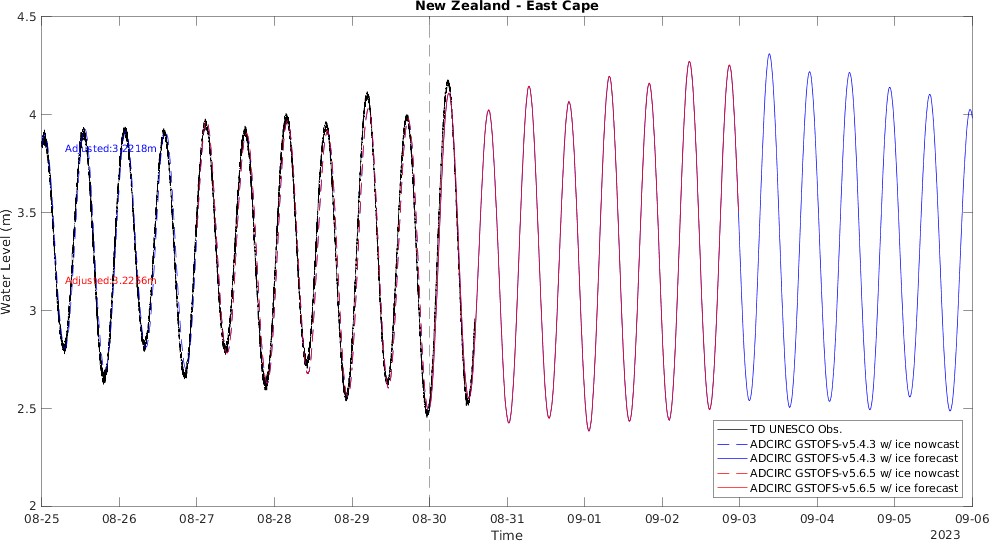 New Zealand - East Cape
4.5
4
3.5
3
2.5
2
Water Level (m)
Adjusted:3.2218m
Adjusted:3.2256m
TD UNESCO Obs.
ADCIRC GSTOFS-v5.4.3 w/ ice nowcast
ADCIRC GSTOFS-v5.4.3 w/ ice forecast
ADCIRC GSTOFS-v5.6.5 w/ ice nowcast
ADCIRC GSTOFS-v5.6.5 w/ ice forecast
08-25 08-26 08-27 08-28 08-29 08-30 08-31 09-01 09-02 09-03 09-04 09-05 09-06
Time
2023